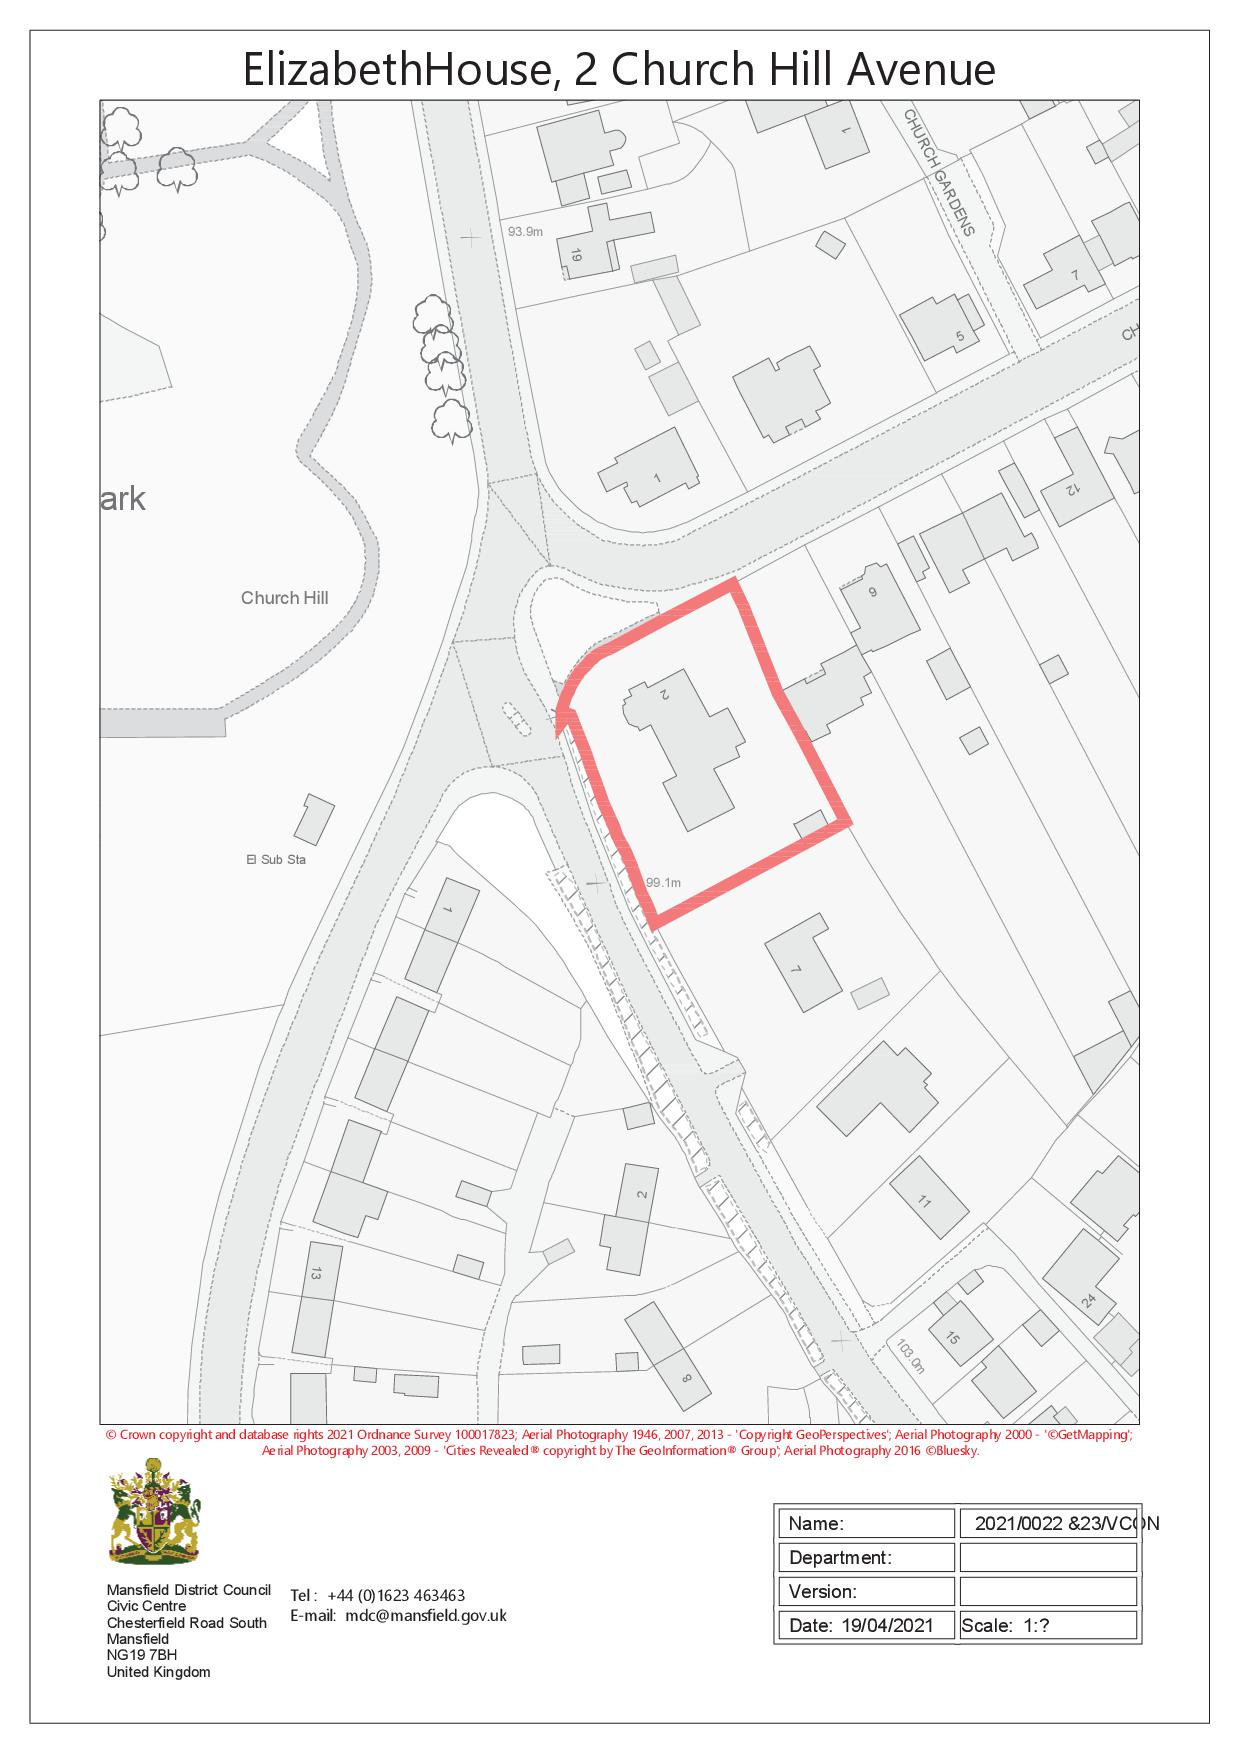 ElizabethHouse, 2 Church Hill Avenue
1
CHURCH GARDENS
93.9m
19
7
5
CH
1
12
ark
Church Hill
9
2
El Sub Sta
99.1m
1
7
2
11
13
24
15
103.0m
8
© Crown copyright and database rights 2021 Ordnance Survey 100017823; Aerial Photography 1946, 2007, 2013 - 'Copyright GeoPerspectives'; Aerial Photography 2000 - '©GetMapping';
Aerial Photography 2003, 2009 - 'Cities Revealed® copyright by The GeoInformation® Group'; Aerial Photography 2016 ©Bluesky.
Name: 2021/0022 &23/VCON
Department:
Version:
Date: 19/04/2021 Scale: 1:?
Mansfield District Council
Civic Centre
Chesterfield Road South
Mansfield
NG19 7BH
United Kingdom
Tel : +44 (0)1623 463463
E-mail: mdc@mansfield.gov.uk